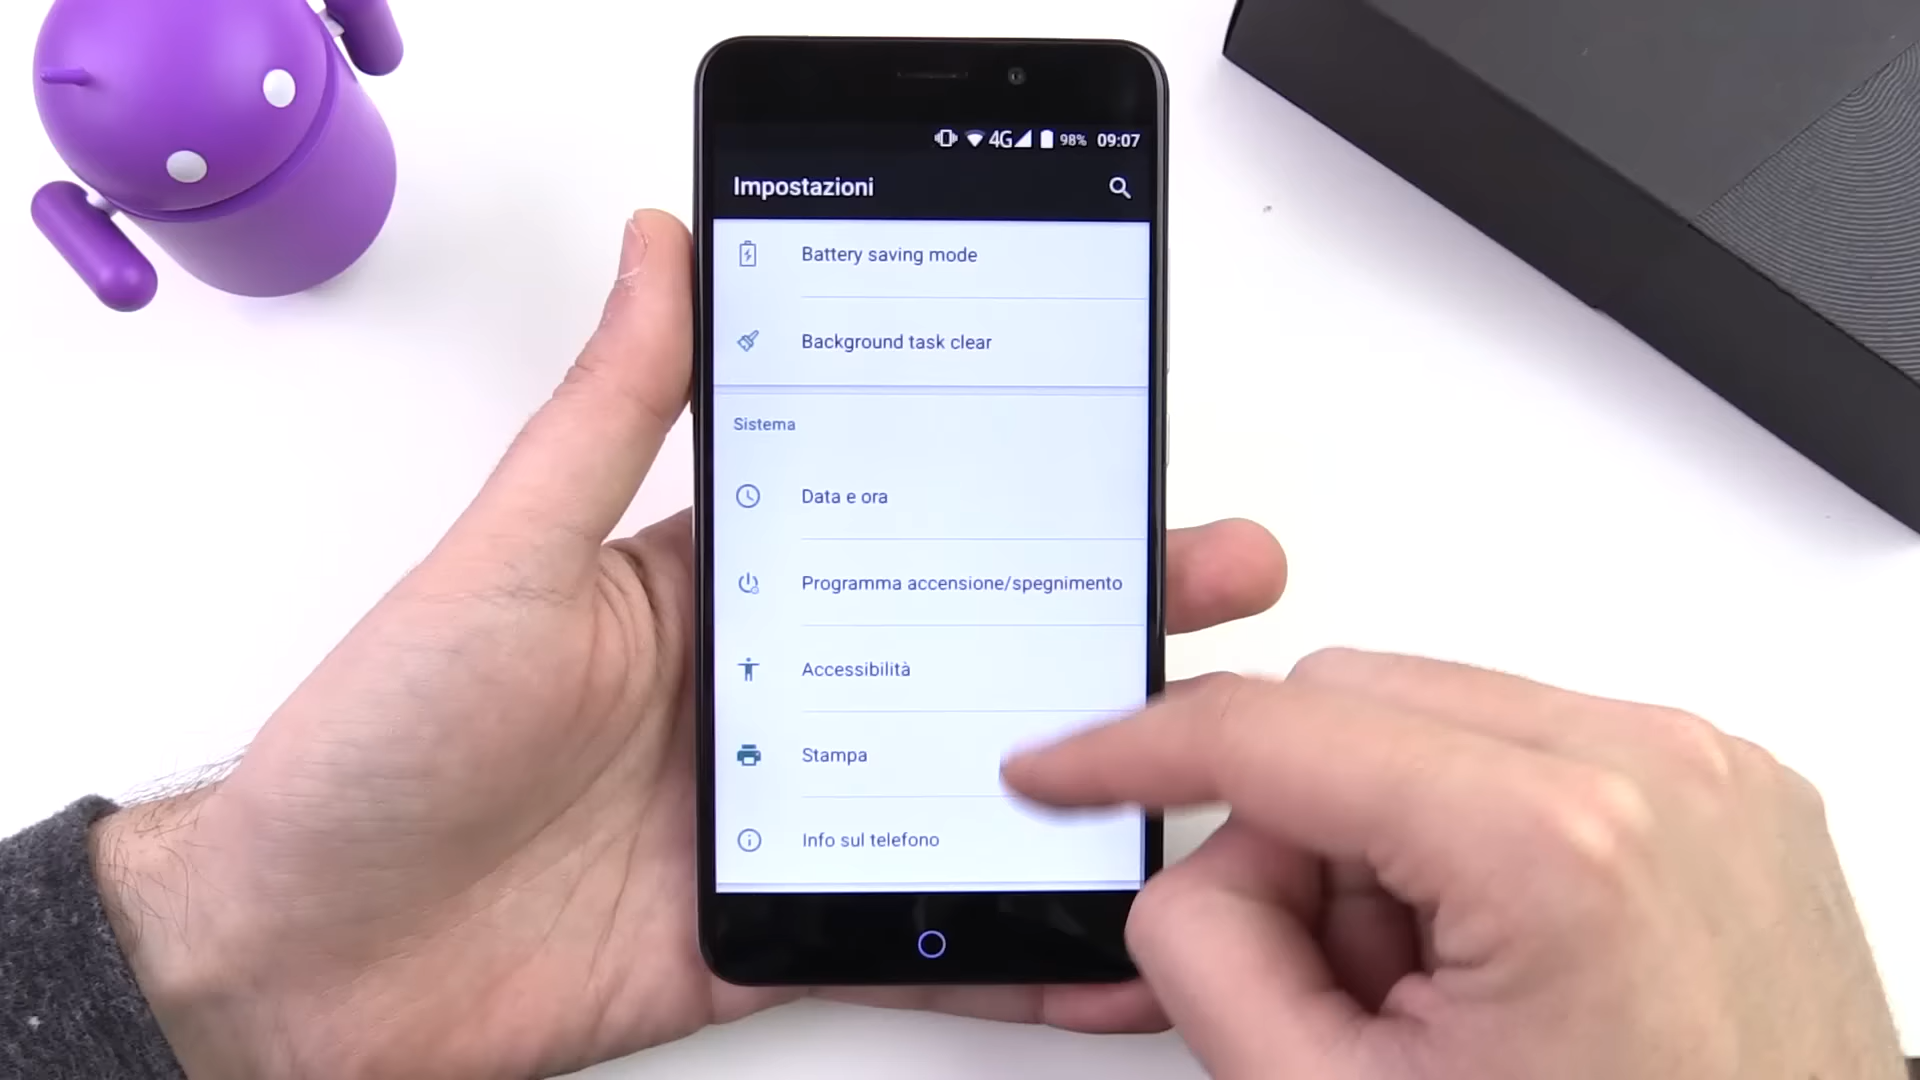 4G 98% 09:07
Impostazioni
Battery saving mode
Background task clear
Sistema
Data e ora
Programma accensione/spegnimento
Accessibilità
Stampa
Info sul telefono